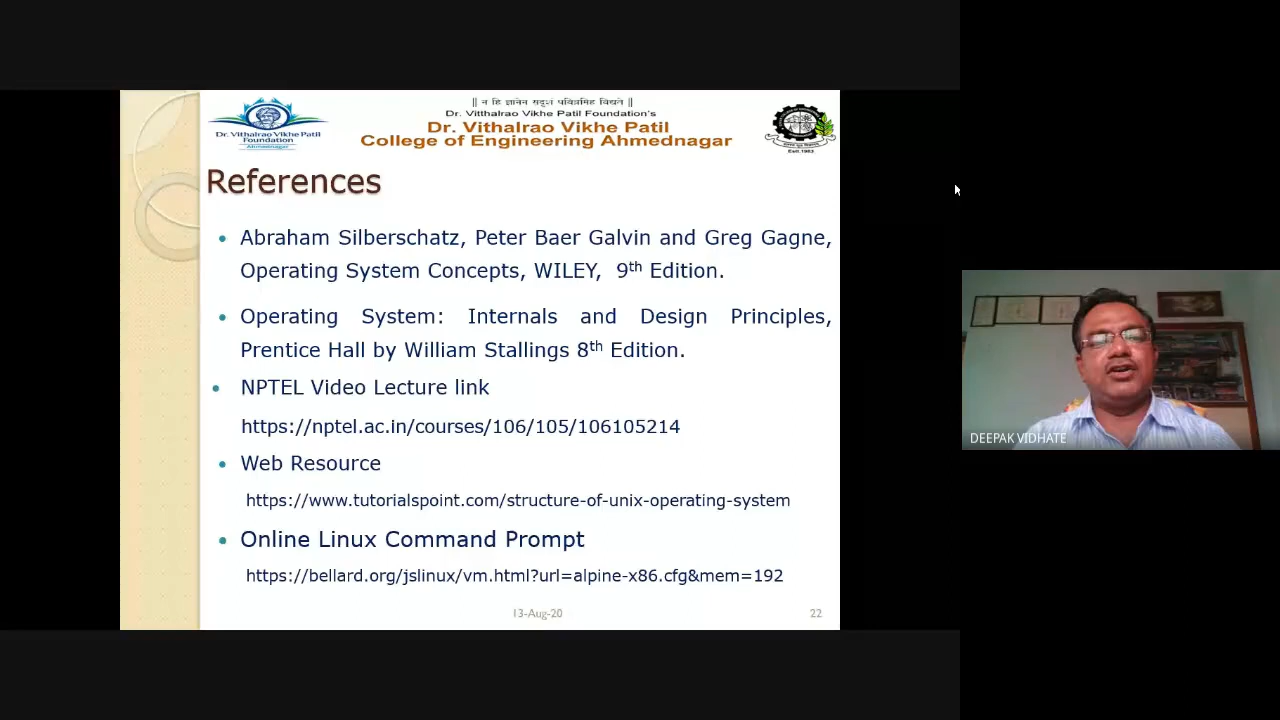 || न हि ज्ञानेन सदृशं पवित्रमिह विद्यते ||
Dr. Vitthalrao Vikhe Patil Foundation's
Dr. Vithalrao Vikhe Patil
College of Engineering Ahmednagar
Dr. Vithalrao Vikhe Patil
Foundation
Ahmednagar
Estd.1983
References
• Abraham Silberschatz, Peter Baer Galvin and Greg Gagne,
Operating System Concepts, WILEY, 9th Edition.
• Operating System: Internals and Design Principles,
Prentice Hall by William Stallings 8th Edition.
• NPTEL Video Lecture link
https://nptel.ac.in/courses/106/105/106105214
• Web Resource
https://www.tutorialspoint.com/structure-of-unix-operating-system
• Online Linux Command Prompt
https://bellard.org/jslinux/vm.html?url=alpine-x86.cfg&mem=192
13-Aug-20
22
DEEPAK VIDHATE